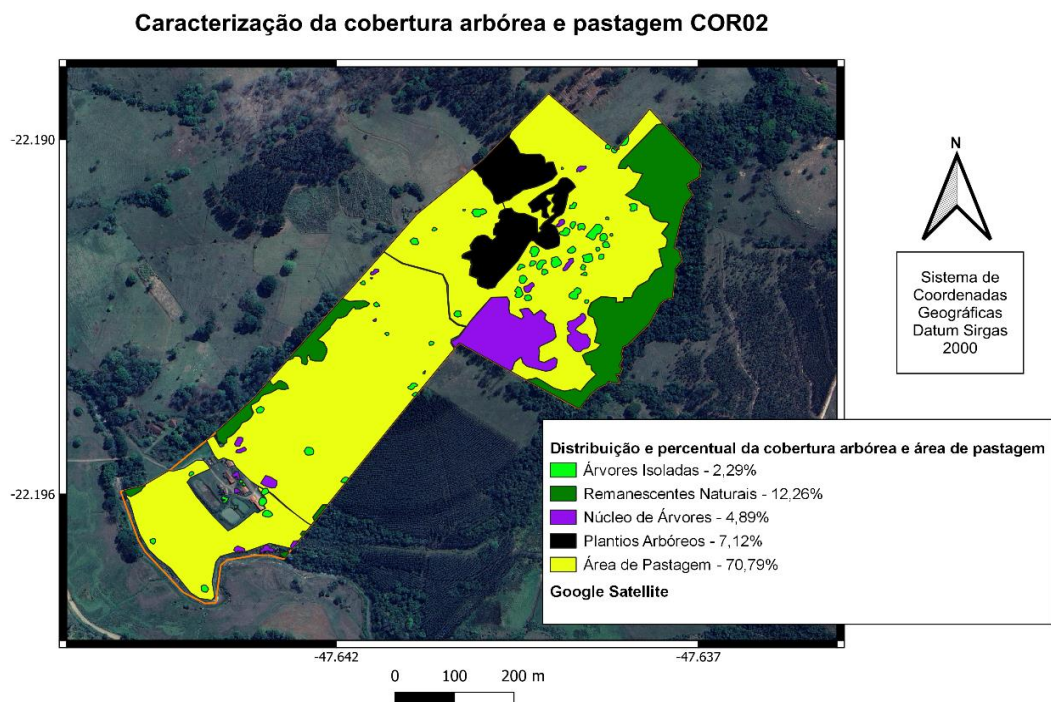 Caracterização da cobertura arbórea e pastagem COR02
-22.190
N
Sistema de
Coordenadas
Geográficas
Datum Sirgas
2000
Distribuição e percentual da cobertura arbórea e área de pastagem
Árvores Isoladas - 2,29%
Remanescentes Naturais - 12,26%
-22.196
Núcleo de Árvores - 4,89%
Plantios Arbóreos - 7,12%
Área de Pastagem - 70,79%
Google Satellite
-47.642
-47.637
0 100 200 m